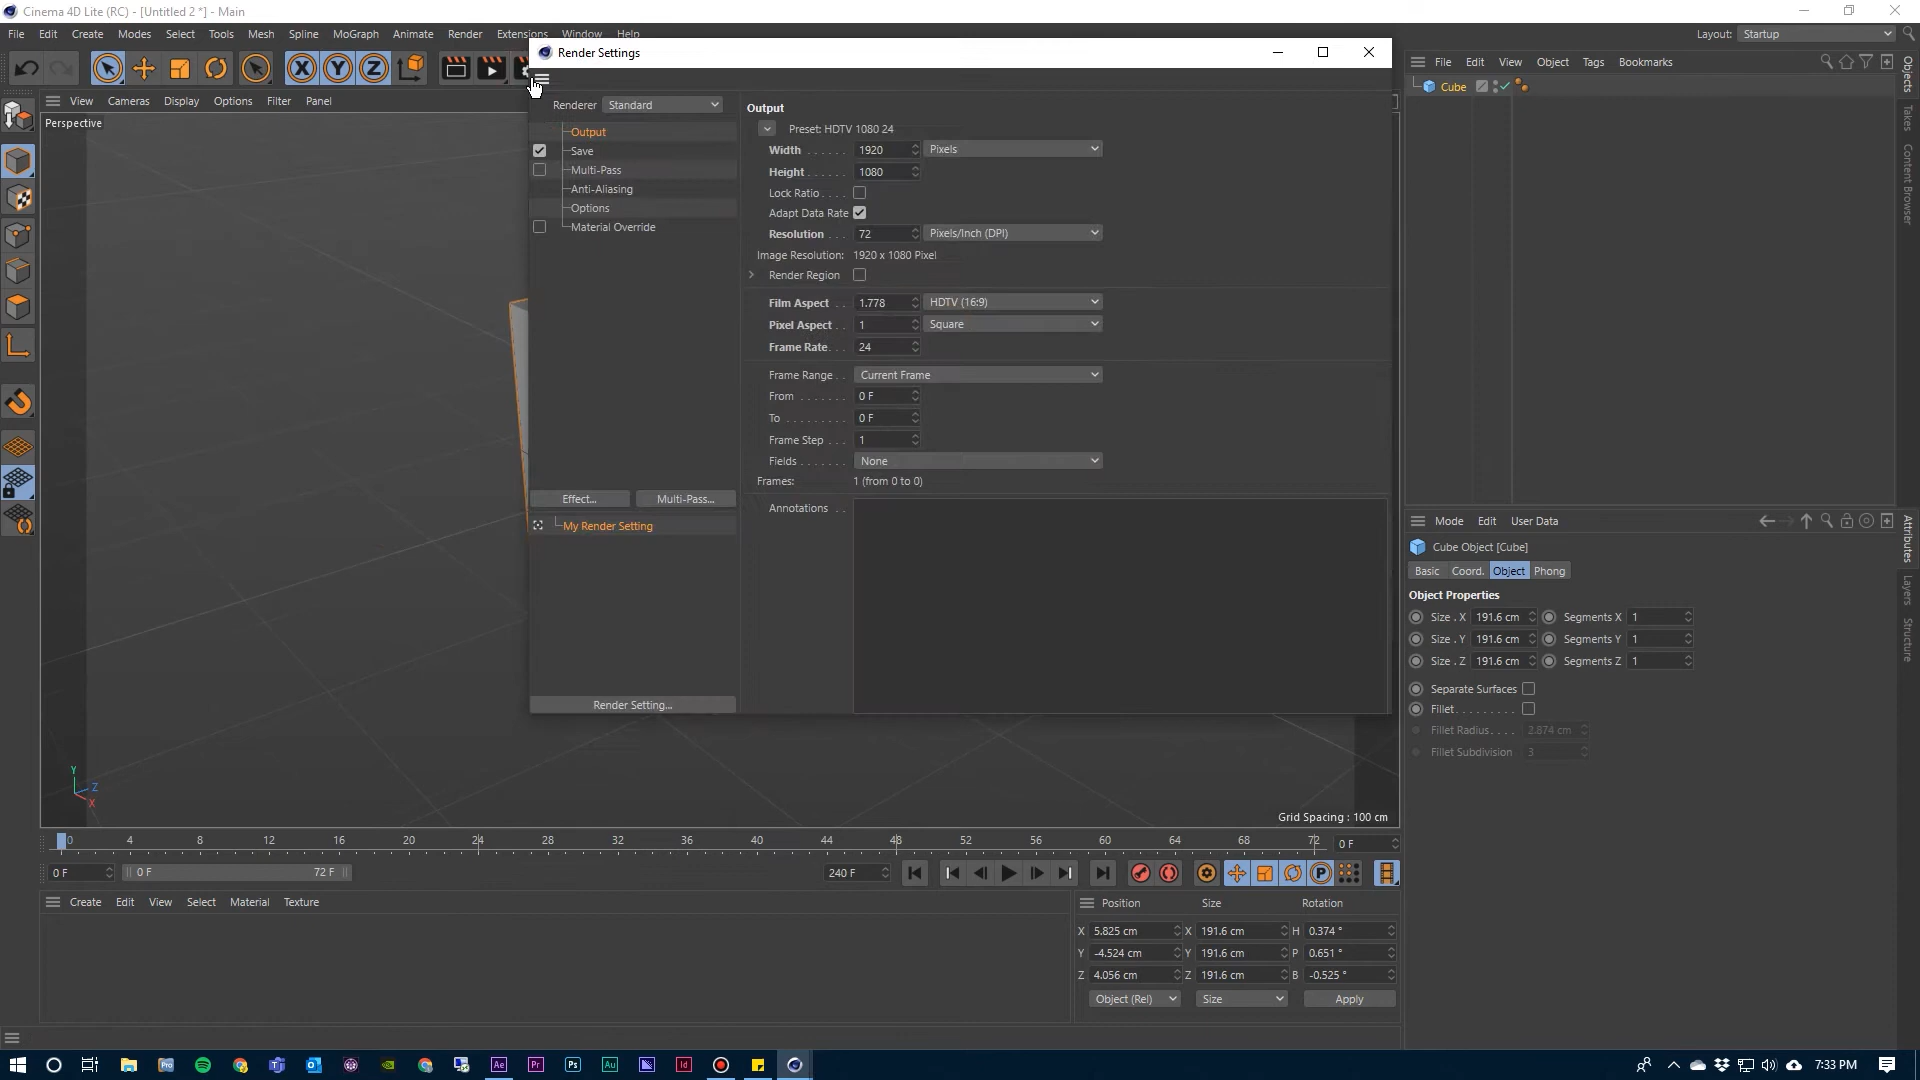 Cinema 4D Lite (RC) - [Untitled 2 *] - Main
File Edit Create Modes Select Tools Mesh Spline MoGraph Animate Render Extensions Window Help
Layout: Startup
View Cameras Display Options Filter Panel
Perspective
Render Settings
Renderer Standard
Output
Save
Multi-Pass
Anti-Aliasing
Options
Material Override
Effect...
Multi-Pass...
My Render Setting
Render Setting...
Output
Preset: HDTV 1080 24
Width . . . . . . 1920 Pixels
Height . . . . . . 1080
Lock Ratio . . . .
Adapt Data Rate
Resolution . . . 72 Pixels/Inch (DPI)
Image Resolution: 1920 x 1080 Pixel
Render Region
Film Aspect . . 1.778 HDTV (16:9)
Pixel Aspect . . 1 Square
Frame Rate. . . 24
Frame Range . . Current Frame
From . . . . . . . 0 F
To . . . . . . . . . 0 F
Frame Step . . . 1
Fields . . . . . . . None
Frames: 1 (from 0 to 0)
Annotations . .
File Edit View Object Tags Bookmarks
Cube
Objects
Takes
Content Browser
Mode Edit User Data
Cube Object [Cube]
Basic Coord. Object Phong
Object Properties
Size . X 191.6 cm Segments X 1
Size . Y 191.6 cm Segments Y 1
Size . Z 191.6 cm Segments Z 1
Separate Surfaces
Fillet. . . . . . . . .
Fillet Radius. . . . 2.874 cm
Fillet Subdivision 3
Attributes
Layers
Structure
Y
Z
X
Grid Spacing : 100 cm
0 4 8 12 16 20 24 28 32 36 40 44 48 52 56 60 64 68 72 0 F
0 F 0 F 72 F 240 F
P
Create Edit View Select Material Texture
Position Size Rotation
X 5.825 cm X 191.6 cm H 0.374 °
Y -4.524 cm Y 191.6 cm P 0.651 °
Z 4.056 cm Z 191.6 cm B -0.525 °
Object (Rel) Size Apply
Ae Pr Ps Au Id
7:33 PM